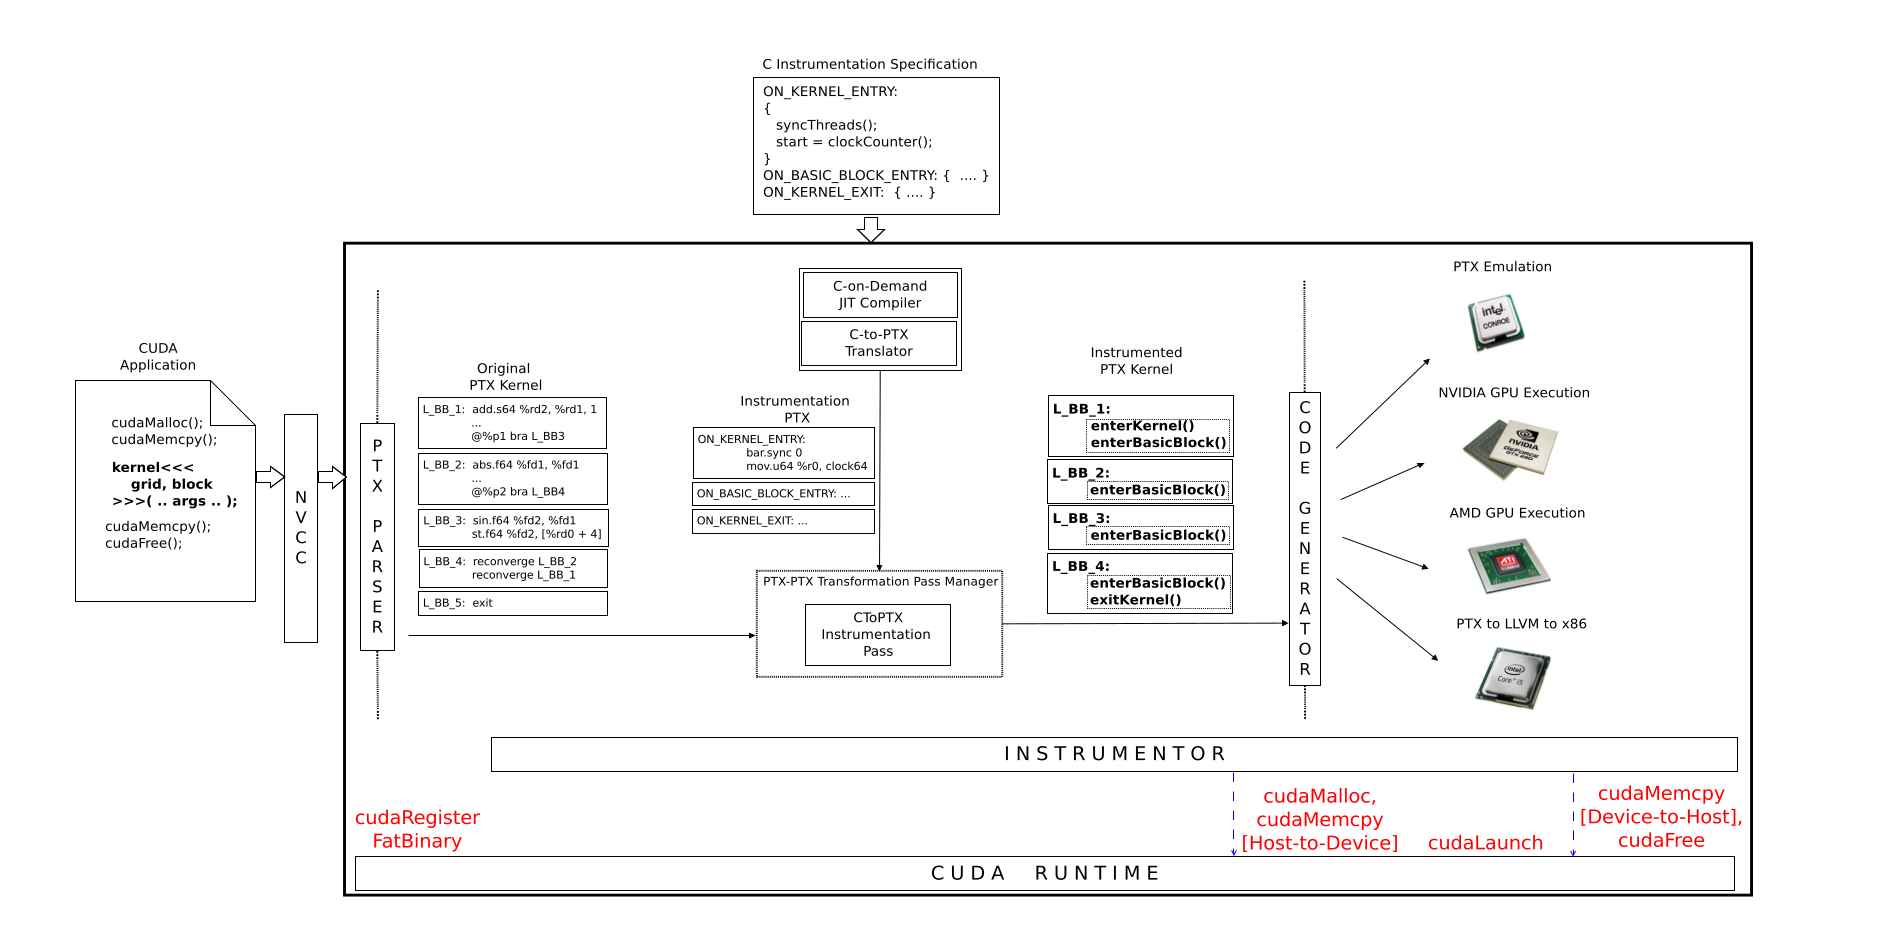 C Instrumentation Specification
ON_KERNEL_ENTRY:
{
syncThreads();
start = clockCounter();
}
ON_BASIC_BLOCK_ENTRY: { .... }
ON_KERNEL_EXIT: { .... }
CUDA
Application
cudaMalloc();
cudaMemcpy();
kernel<<<
grid, block
>>>( .. args .. );
cudaMemcpy();
cudaFree();
NVCC
PTX PARSER
Original
PTX Kernel
L_BB_1: add.s64 %rd2, %rd1, 1
...
@%p1 bra L_BB3
L_BB_2: abs.f64 %fd1, %fd1
...
@%p2 bra L_BB4
L_BB_3: sin.f64 %fd2, %fd1
st.f64 %fd2, [%rd0 + 4]
L_BB_4: reconverge L_BB_2
reconverge L_BB_1
L_BB_5: exit
C-on-Demand
JIT Compiler
C-to-PTX
Translator
Instrumentation
PTX
ON_KERNEL_ENTRY:
bar.sync 0
mov.u64 %r0, clock64
ON_BASIC_BLOCK_ENTRY: ...
ON_KERNEL_EXIT: ...
PTX-PTX Transformation Pass Manager
CToPTX
Instrumentation
Pass
Instrumented
PTX Kernel
L_BB_1:
enterKernel()
enterBasicBlock()
L_BB_2:
enterBasicBlock()
L_BB_3:
enterBasicBlock()
L_BB_4:
enterBasicBlock()
exitKernel()
CODE GENERATOR
PTX Emulation
intel
CONROE
NVIDIA GPU Execution
NVIDIA
GEFORCE
GTX 280
AMD GPU Execution
ATI
PTX to LLVM to x86
intel
Core™ i5
INSTRUMENTOR
cudaRegister
FatBinary
cudaMalloc,
cudaMemcpy
[Host-to-Device]
cudaLaunch
cudaMemcpy
[Device-to-Host],
cudaFree
CUDA RUNTIME